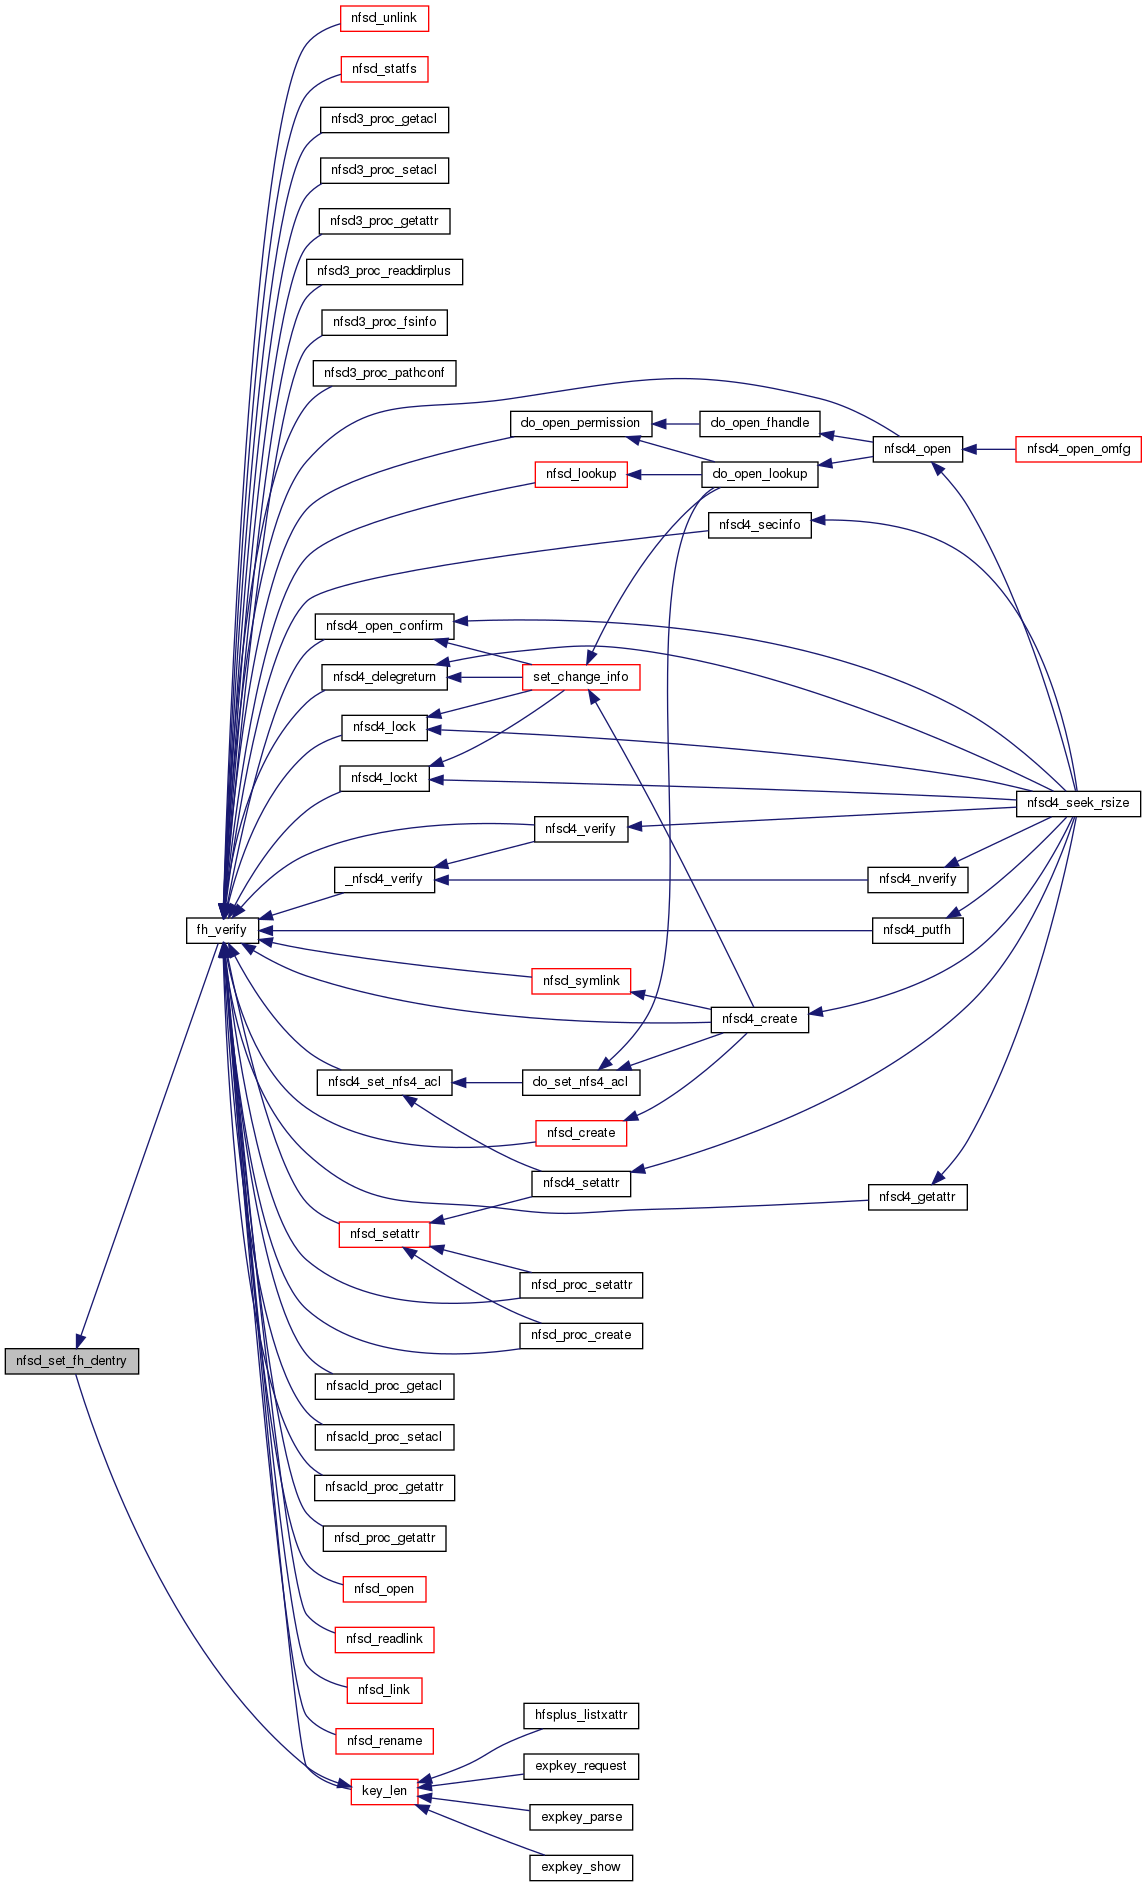 nfsd_unlink
nfsd_statfs
nfsd3_proc_getacl
nfsd3_proc_setacl
nfsd3_proc_getattr
nfsd3_proc_readdirplus
nfsd3_proc_fsinfo
nfsd3_proc_pathconf
do_open_permission
do_open_fhandle
nfsd4_open
nfsd4_open_omfg
nfsd_lookup
do_open_lookup
nfsd4_secinfo
nfsd4_open_confirm
nfsd4_delegreturn
set_change_info
nfsd4_lock
nfsd4_lockt
nfsd4_seek_rsize
nfsd4_verify
_nfsd4_verify
nfsd4_nverify
fh_verify
nfsd4_putfh
nfsd_symlink
nfsd4_create
nfsd4_set_nfs4_acl
do_set_nfs4_acl
nfsd_create
nfsd4_setattr
nfsd4_getattr
nfsd_setattr
nfsd_proc_setattr
nfsd_proc_create
nfsd_set_fh_dentry
nfsacld_proc_getacl
nfsacld_proc_setacl
nfsacld_proc_getattr
nfsd_proc_getattr
nfsd_open
nfsd_readlink
nfsd_link
hfsplus_listxattr
nfsd_rename
expkey_request
key_len
expkey_parse
expkey_show